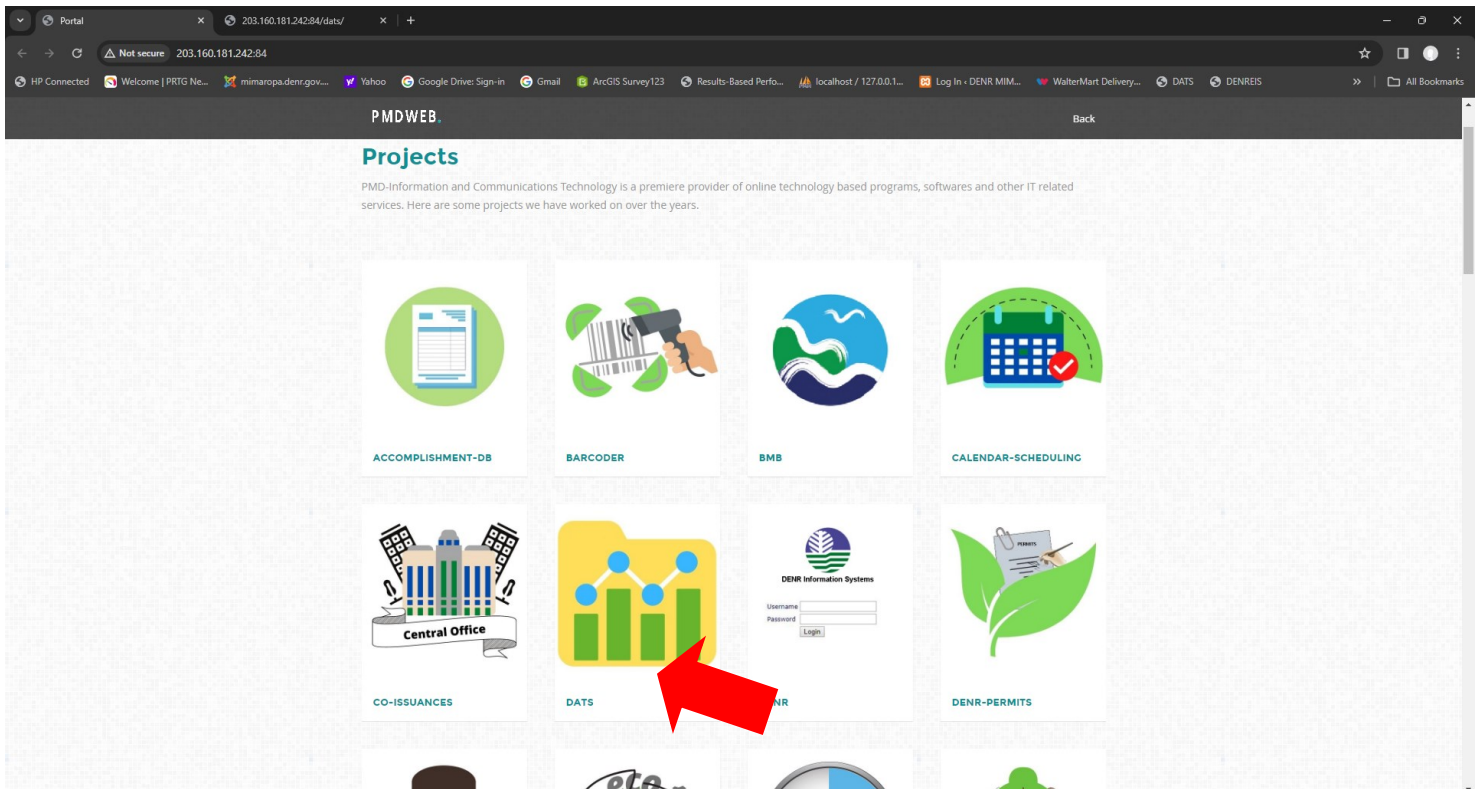 Portal
203.160.181.242:84/dats/
Not secure 203.160.181.242:84
HP Connected Welcome | PRTG Ne... mimaropa.denr.gov.... Yahoo Google Drive: Sign-in Gmail ArcGIS Survey123 Results-Based Perfo... localhost / 127.0.0.1... Log In ‹ DENR MIM... WalterMart Delivery... DATS DENREIS » All Bookmarks
PMDWEB. Back
Projects
PMD-Information and Communications Technology is a premiere provider of online technology based programs, softwares and other IT related
services. Here are some projects we have worked on over the years.
ACCOMPLISHMENT-DB BARCODER BMB CALENDAR-SCHEDULING
Central Office
DENR Information Systems
Username
Password
Login
PERMITS
CO-ISSUANCES DATS NR DENR-PERMITS
eco